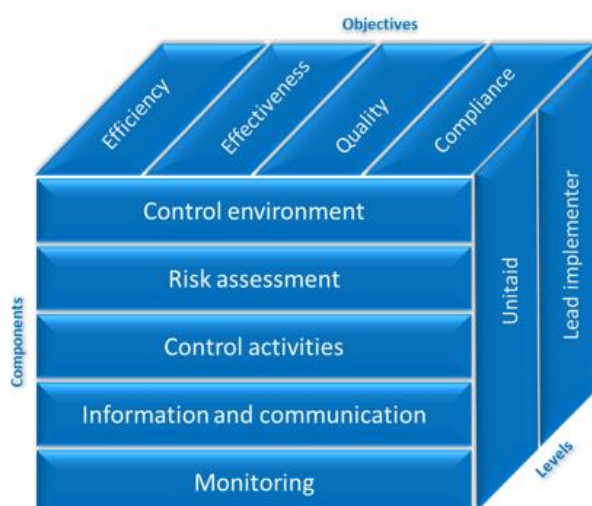 Objectives
Efficiency
Effectiveness
Quality
Compliance
Components
Control environment
Risk assessment
Control activities
Information and communication
Monitoring
Unitaid
Lead implementer
Levels